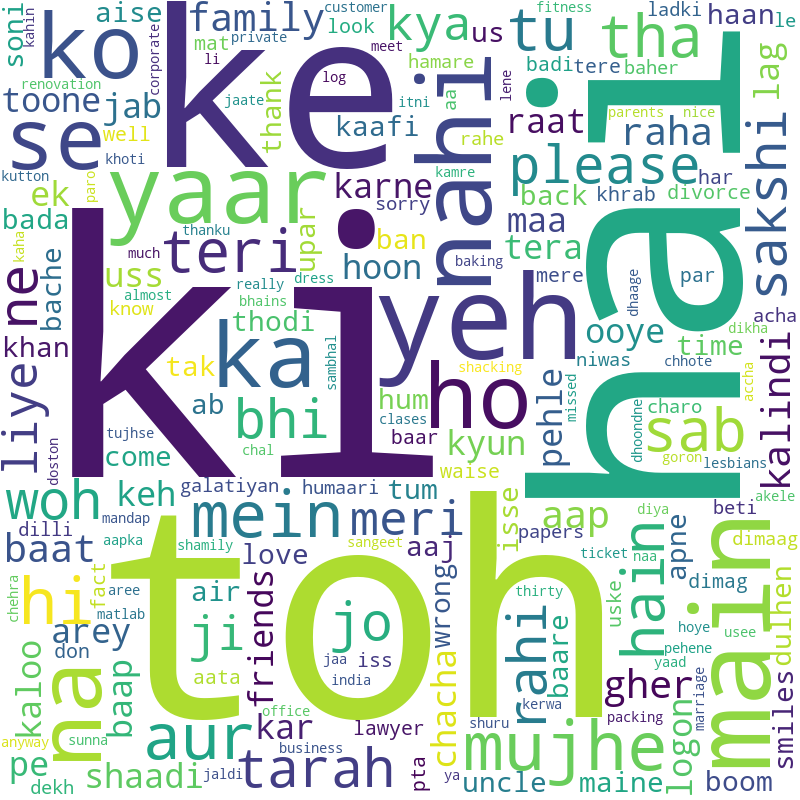 soni
aise
family
customer
look
kya
us
fitness
ladki
haan
le
kahin
ko
ke
corporate
private
mat
li
meet
tu
tha
badi
tere
baher
lag
renovation
log
hamare
aa
lene
toone
jab
jaate
thank
kaafi
itni
nahi
raat
parents
nice
raha
hai
se
well
khoti
rahe
please
sakshi
kutton
ek
paro
yaar
karne
kamre
back
khrab
har
divorce
bada
sorry
maa
thanku
teri
upar
ban
tera
kaha
ne
bache
uss
much
hoon
baking
mere
par
dhaage
really
dress
ki
yeh
almost
know
bhains
thodi
ooye
acha
khan
ka
sambhal
time
dikha
tak
shacking
niwas
chhote
liye
ab
hum
ho
pehle
missed
kalindi
accha
bhi
clases
charo
sab
tujhse
baar
kyun
dhoondne
doston
come
chal
waise
goron
lesbians
woh
keh
galatiyan
humaari
tum
akele
mandap
mein
meri
isse
aap
beti
dilli
aapka
papers
diya
dimaag
baat
shamily
sangeet
aaj
hain
apne
main
love
ticket
naa
chehra
hi
fact
aree
air
wrong
toh
thirty
dimag
arey
matlab
friends
jo
rahi
uske
hoye
usee
dulhen
don
ji
pehene
kaloo
na
baap
jaa
iss
baare
yaad
aata
india
chacha
gher
marriage
smiles
office
kar
lawyer
kerwa
packing
anyway
sunna
aur
shuru
logon
business
mujhe
pe
shaadi
tarah
pta
dekh
jaldi
ya
uncle
maine
boom